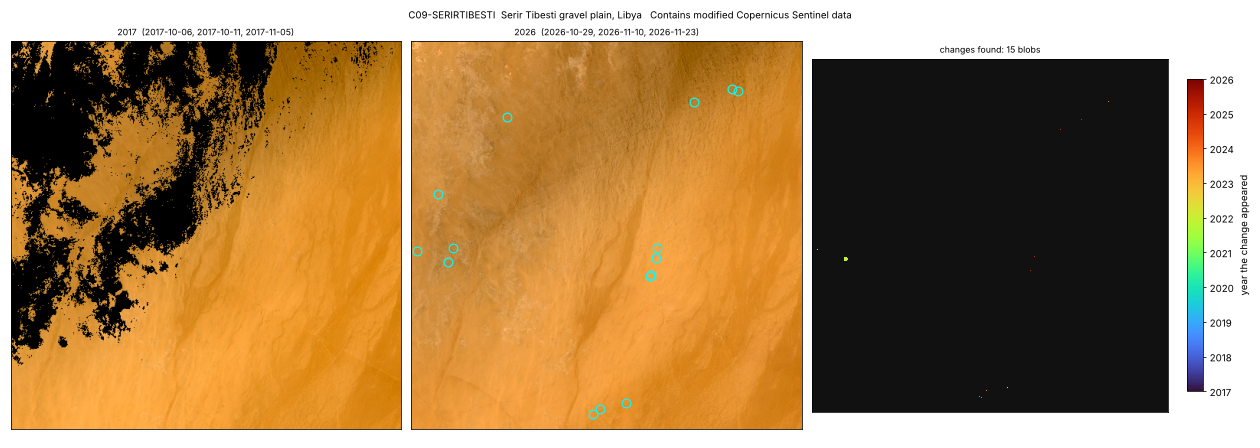 C09-SERIRTIBESTI  Serir Tibesti gravel plain, Libya   Contains modified Copernicus Sentinel data
2017  (2017-10-06, 2017-10-11, 2017-11-05)
2026  (2026-10-29, 2026-11-10, 2026-11-23)
changes found: 15 blobs
2026
2025
2024
2023
2022
2021
2020
2019
2018
2017
year the change appeared